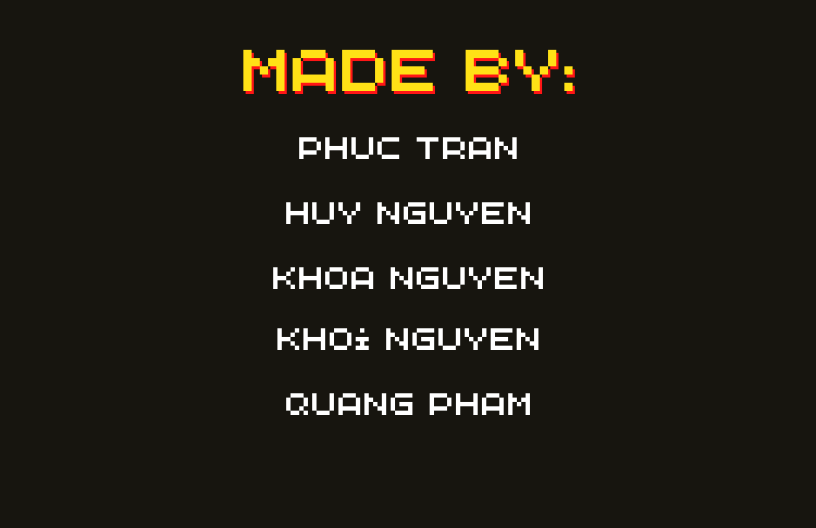 MADE BY:
PHUC TRAN
HUY NGUYEN
KHOA NGUYEN
KHOi NGUYEN
QUANG PHAM